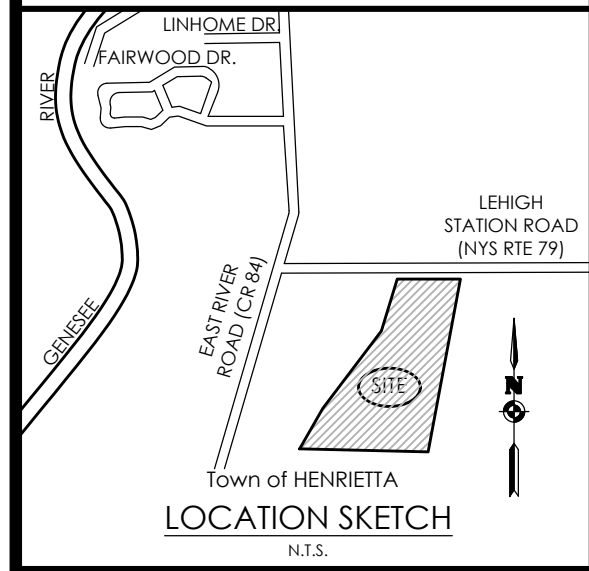 LINHOME DR.
FAIRWOOD DR.
RIVER
LEHIGH
STATION ROAD
(NYS RTE 79)
EAST RIVER
ROAD (CR 84)
GENESEE
SITE
N
Town of HENRIETTA
LOCATION SKETCH
N.T.S.